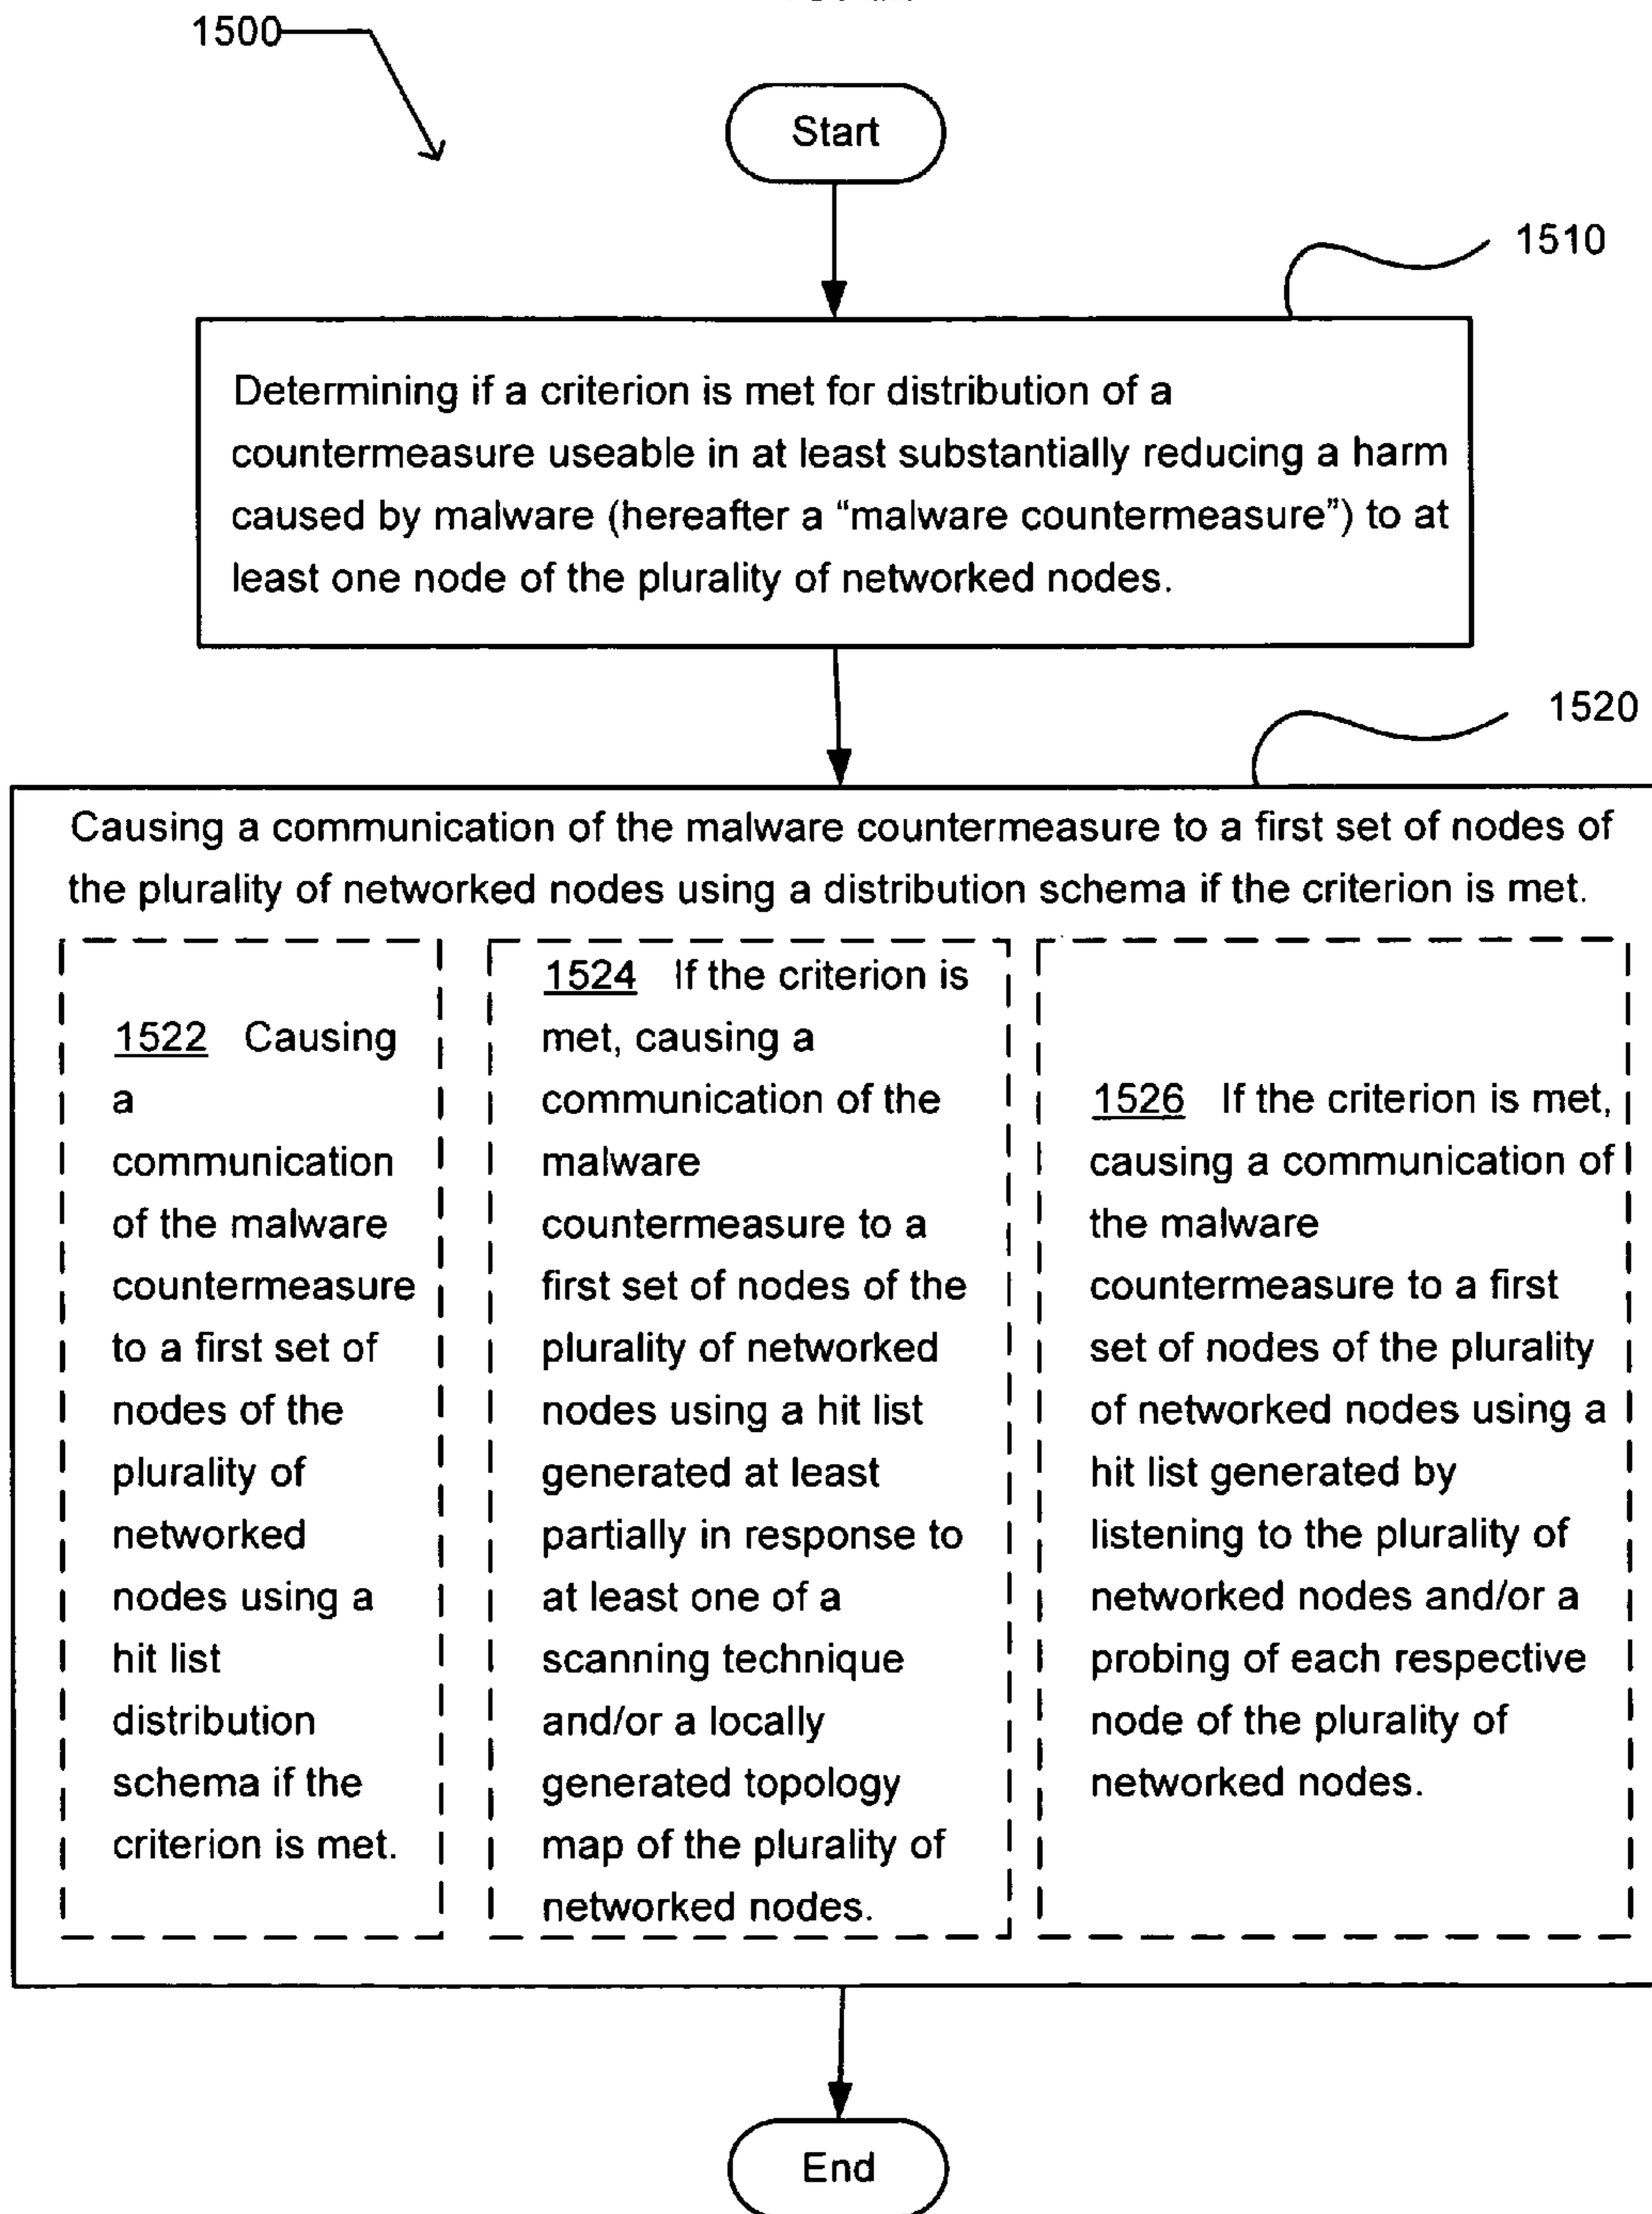 1500
Start
1510
Determining if a criterion is met for distribution of a
countermeasure useable in at least substantially reducing a harm
caused by malware (hereafter a “malware countermeasure”) to at
least one node of the plurality of networked nodes.
1520
Causing a communication of the malware countermeasure to a first set of nodes of
the plurality of networked nodes using a distribution schema if the criterion is met.
1522 Causing
a
communication
of the malware
countermeasure
to a first set of
nodes of the
plurality of
networked
nodes using a
hit list
distribution
schema if the
criterion is met.
1524 If the criterion is
met, causing a
communication of the
malware
countermeasure to a
first set of nodes of the
plurality of networked
nodes using a hit list
generated at least
partially in response to
at least one of a
scanning technique
and/or a locally
generated topology
map of the plurality of
networked nodes.
1526 If the criterion is met,
causing a communication of
the malware
countermeasure to a first
set of nodes of the plurality
of networked nodes using a
hit list generated by
listening to the plurality of
networked nodes and/or a
probing of each respective
node of the plurality of
networked nodes.
End